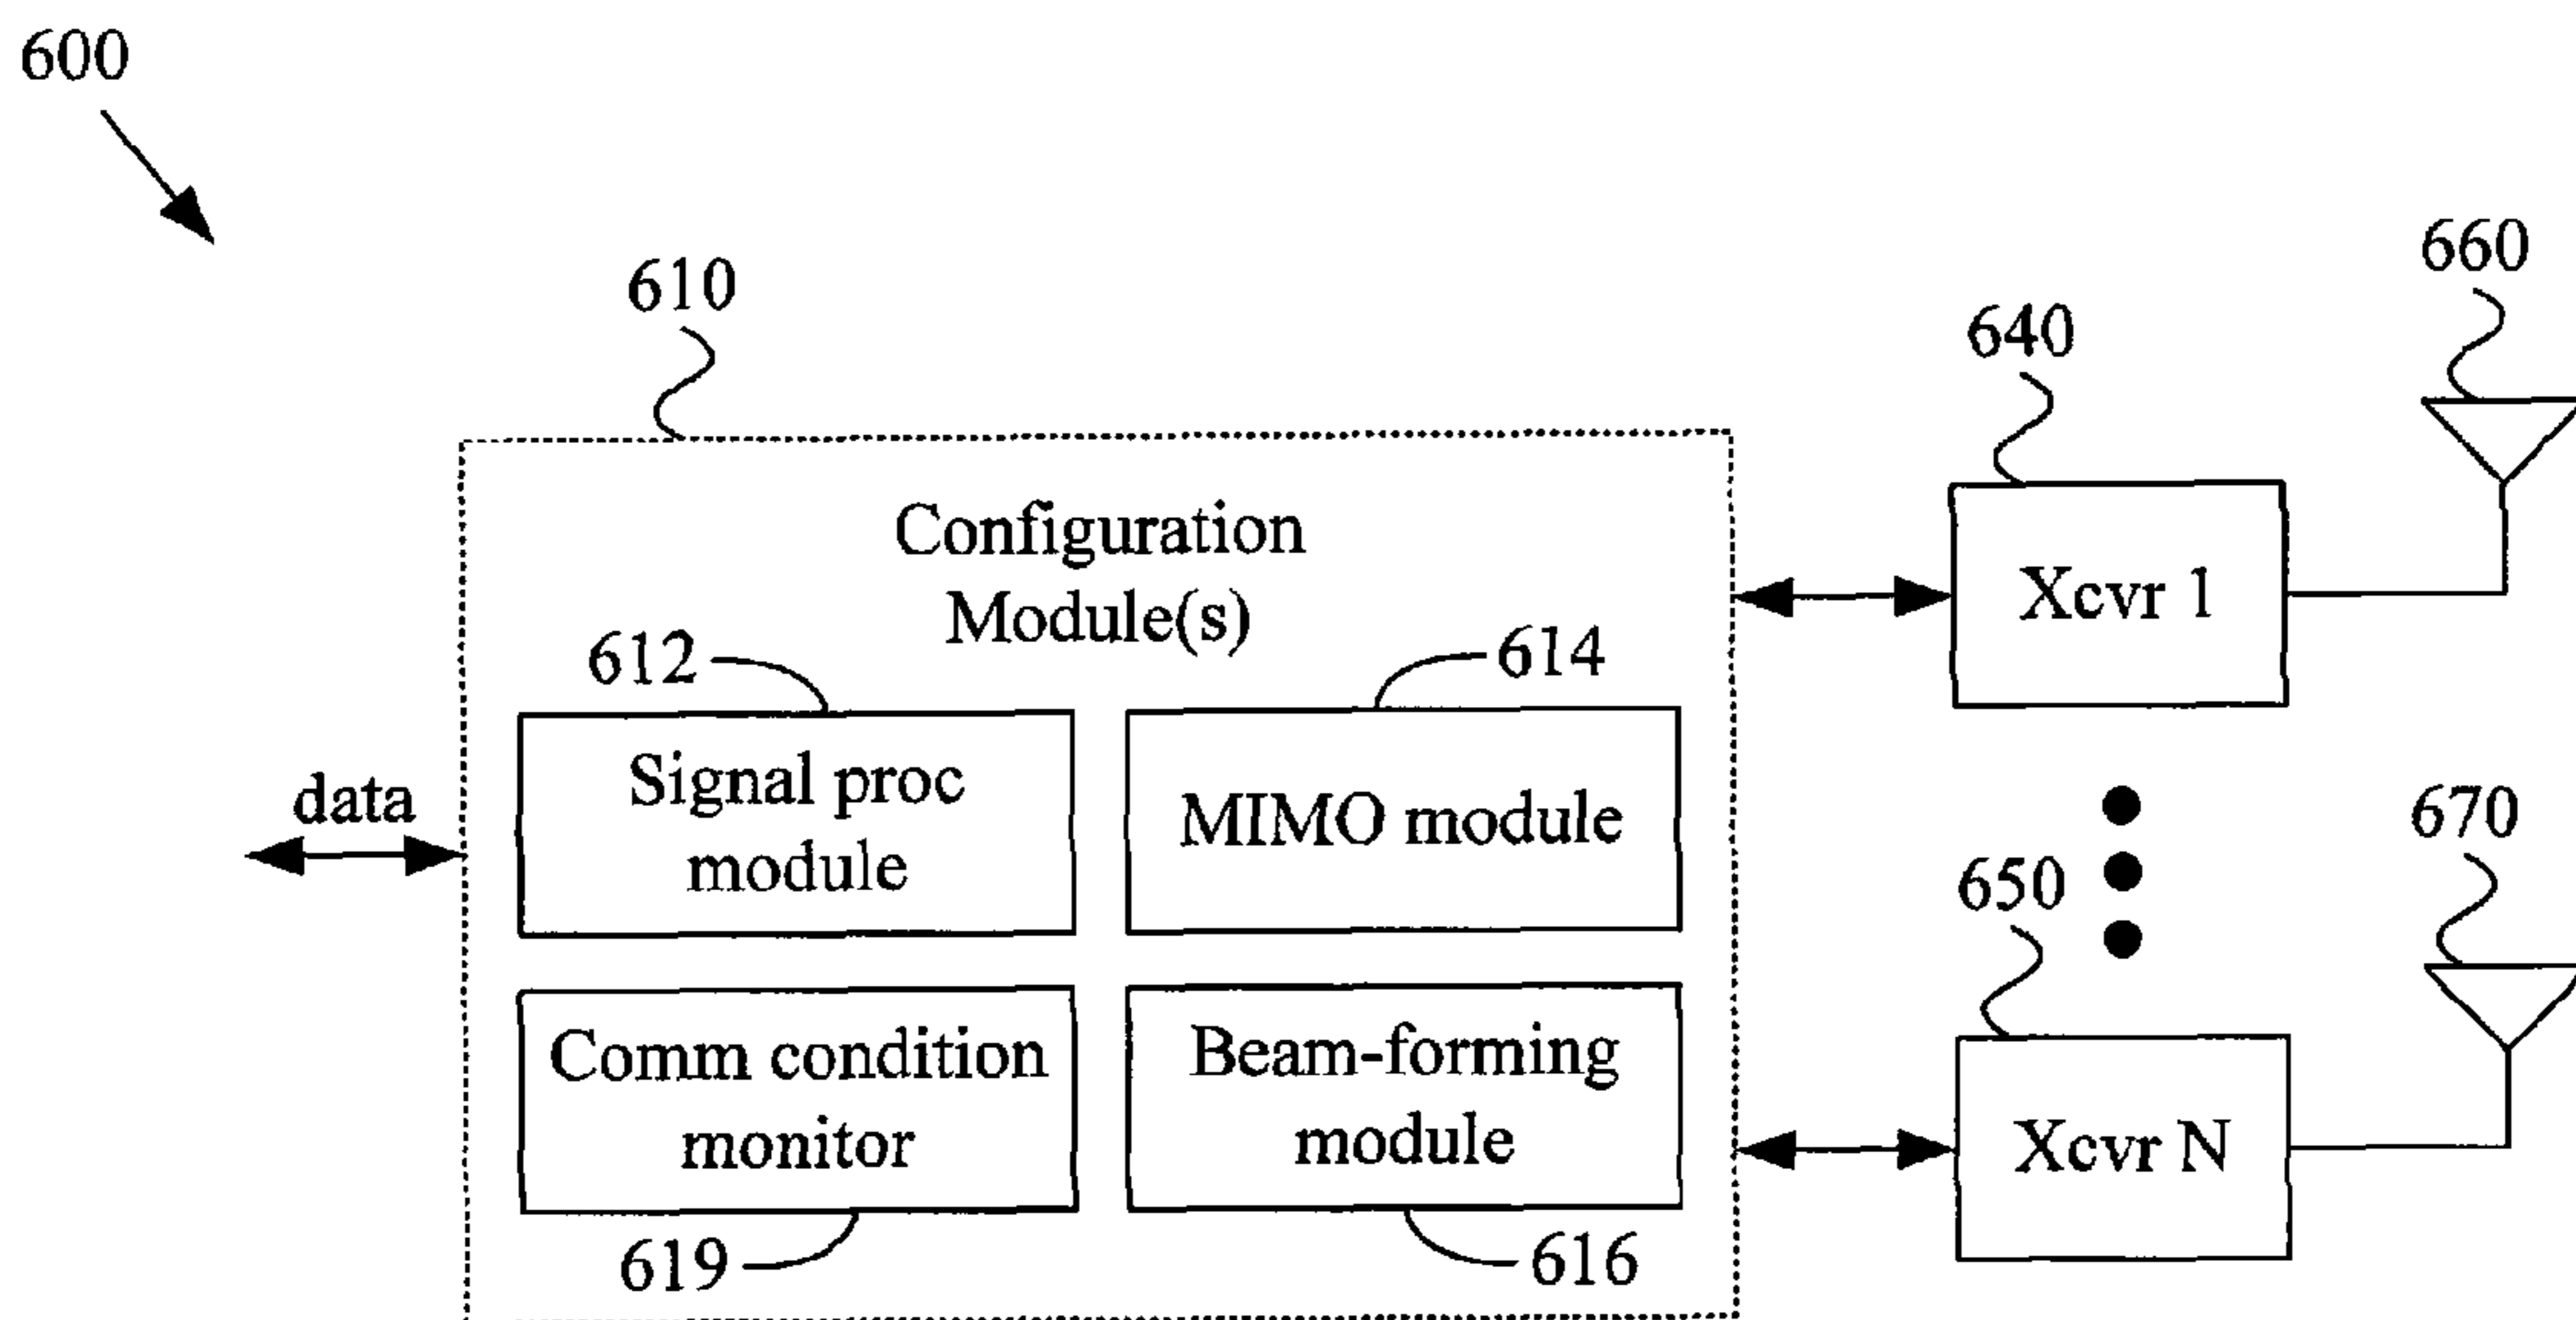 600
610
660
640
Configuration
Module(s)
Xcvr 1
612
614
Signal proc
module
MIMO module
data
670
650
Comm condition
monitor
Beam-forming
module
Xcvr N
619
616